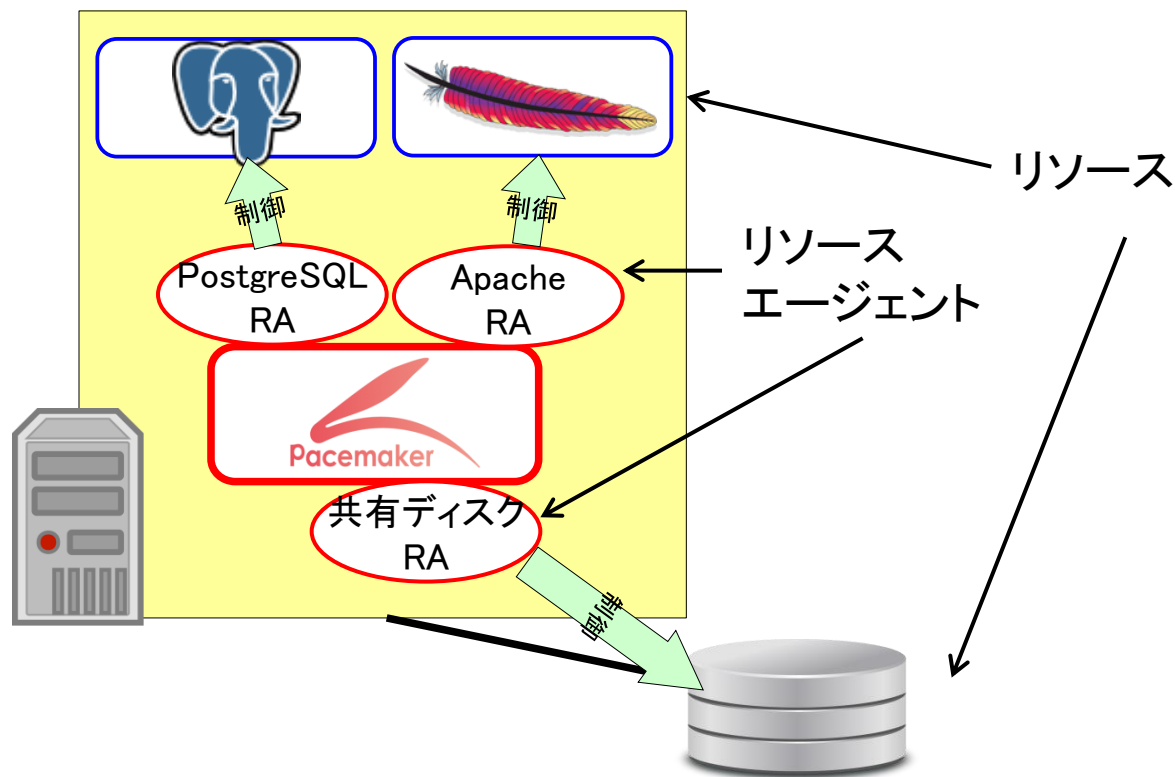 リソース
制御
制御
リソース
エージェント
PostgreSQL
RA
Apache
RA
Pacemaker
共有ディスク
RA
制御